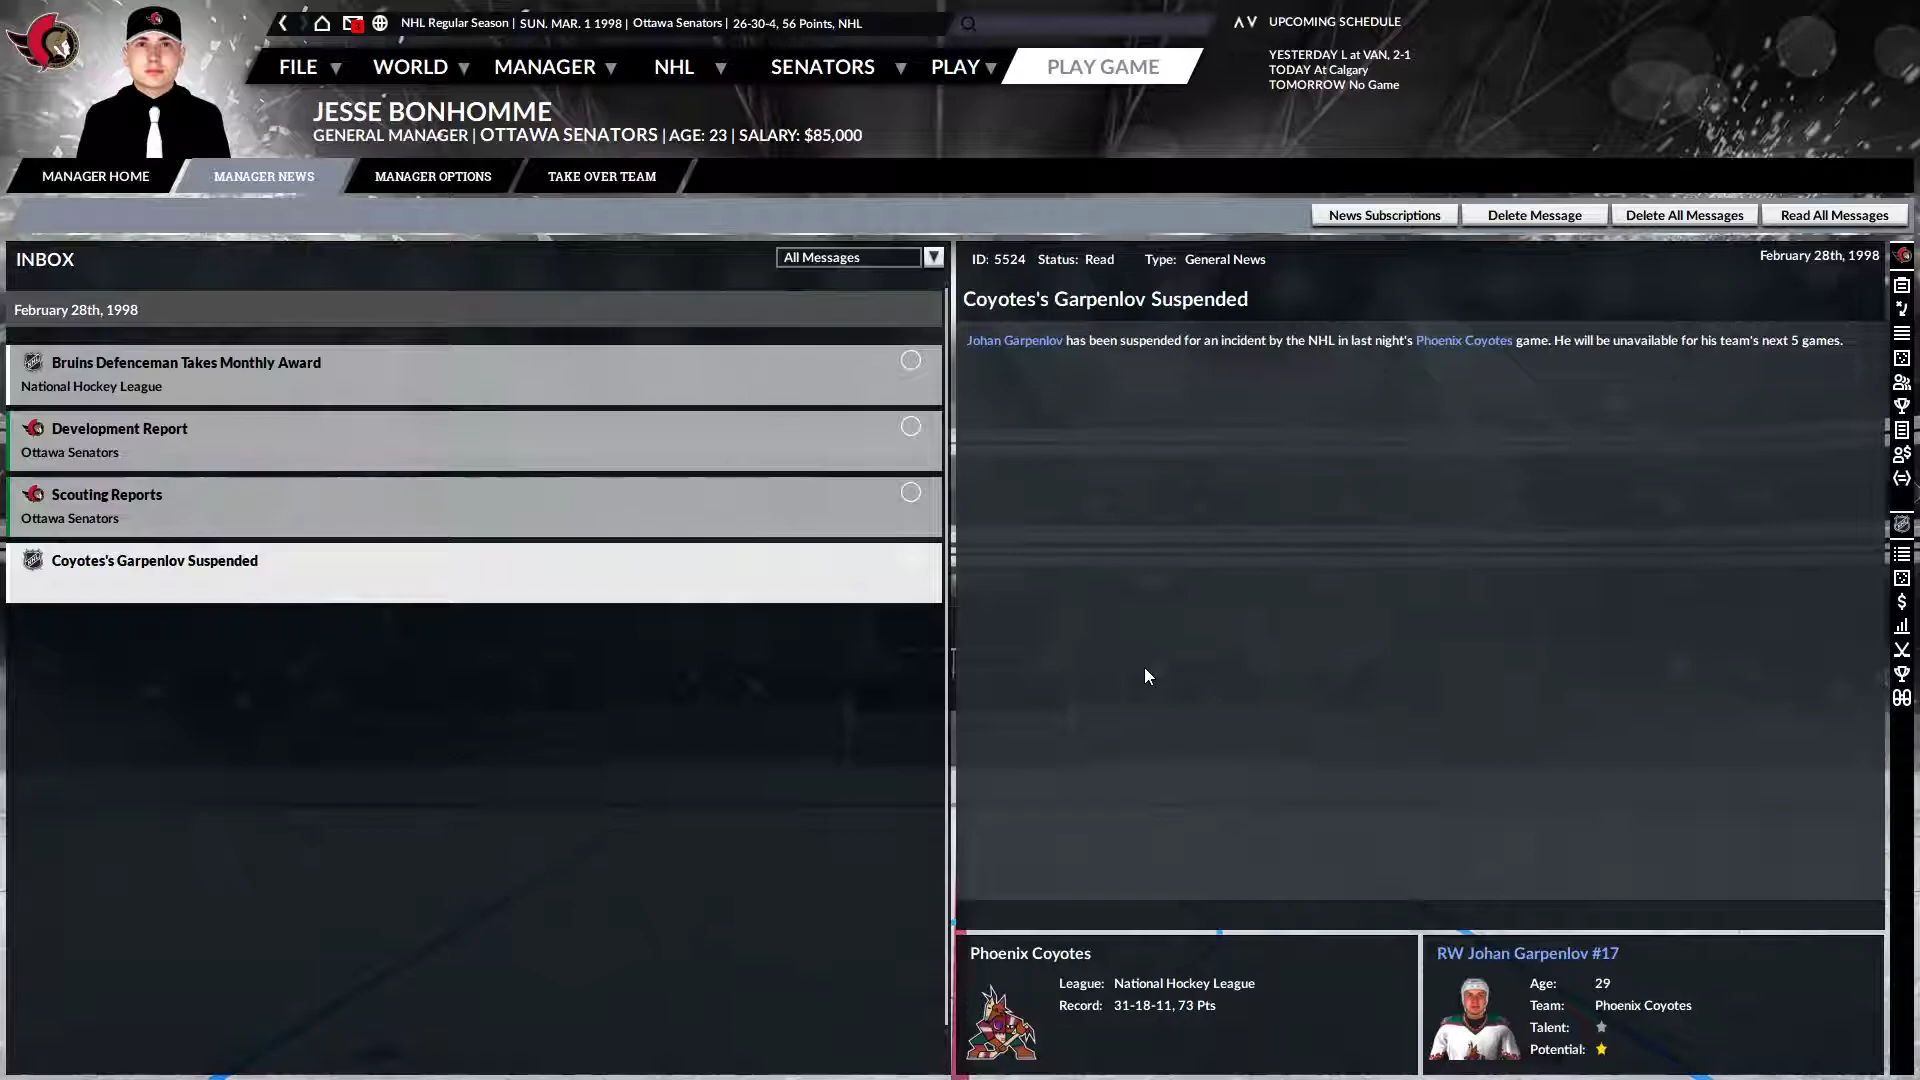 NHL Regular Season | SUN. MAR. 1 1998 | Ottawa Senators | 26-30-4, 56 Points, NHL
UPCOMING SCHEDULE
YESTERDAY L at VAN, 2-1
TODAY At Calgary
TOMORROW No Game
FILE WORLD MANAGER NHL SENATORS PLAY PLAY GAME
JESSE BONHOMME
GENERAL MANAGER | OTTAWA SENATORS | AGE: 23 | SALARY: $85,000
MANAGER HOME MANAGER NEWS MANAGER OPTIONS TAKE OVER TEAM
News Subscriptions Delete Message Delete All Messages Read All Messages
INBOX All Messages
February 28th, 1998
Bruins Defenceman Takes Monthly Award
National Hockey League
Development Report
Ottawa Senators
Scouting Reports
Ottawa Senators
Coyotes's Garpenlov Suspended
ID: 5524 Status: Read Type: General News February 28th, 1998
Coyotes's Garpenlov Suspended
Johan Garpenlov has been suspended for an incident by the NHL in last night's Phoenix Coyotes game. He will be unavailable for his team's next 5 games.
Phoenix Coyotes
League: National Hockey League
Record: 31-18-11, 73 Pts
RW Johan Garpenlov #17
Age: 29
Team: Phoenix Coyotes
Talent:
Potential: